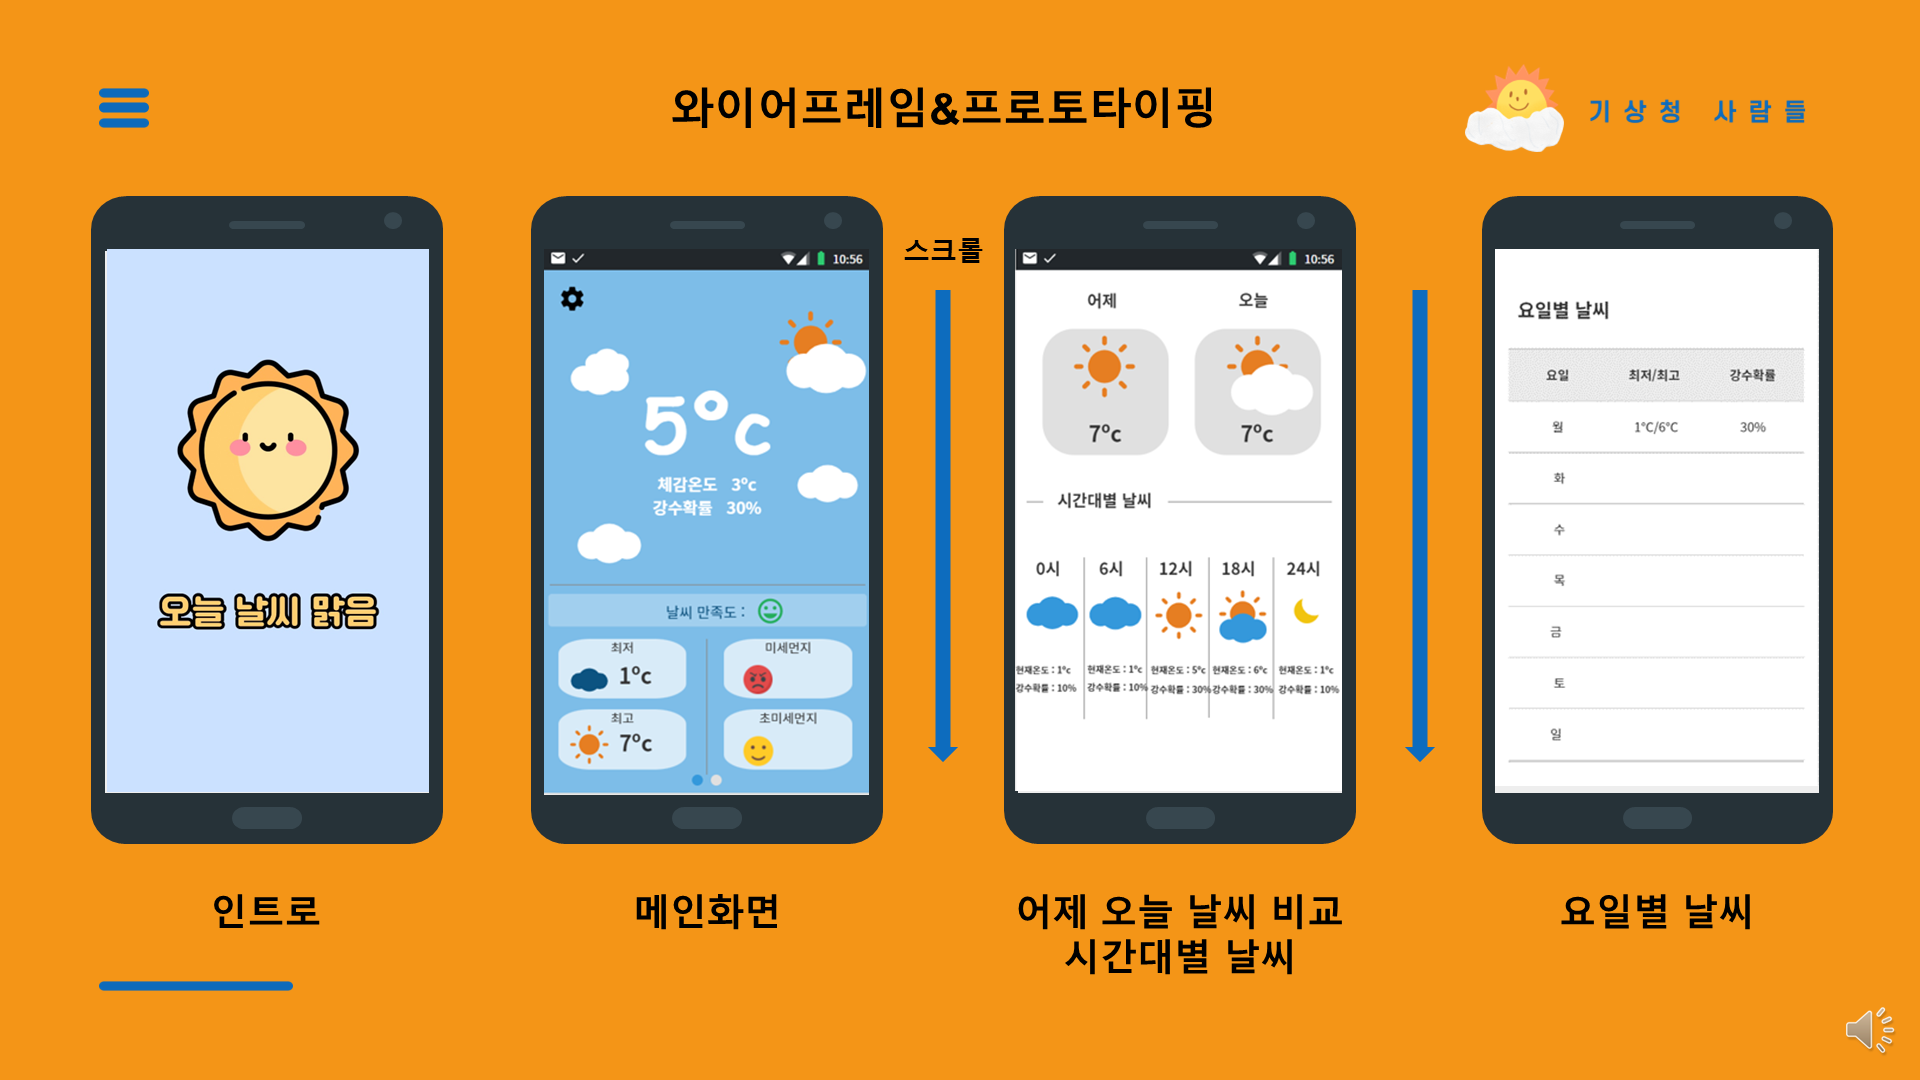 와이어프레임&프로토타이핑
기상청 사람들
오늘 날씨 맑음
인트로
10:56
5°c
체감온도 3°c
강수확률 30%
날씨 만족도 :
최저
1°c
미세먼지
최고
7°c
초미세먼지
메인화면
스크롤
10:56
어제 오늘
7°c 7°c
시간대별 날씨
0시 6시 12시 18시 24시
현재온도 : 1°c 현재온도 : 1°c 현재온도 : 5°c 현재온도 : 6°c 현재온도 : 1°c
강수확률 : 10% 강수확률 : 10% 강수확률 : 30% 강수확률 : 30% 강수확률 : 10%
어제 오늘 날씨 비교
시간대별 날씨
요일별 날씨
요일 최저/최고 강수확률
월 1°C/6°C 30%
화
수
목
금
토
일
요일별 날씨